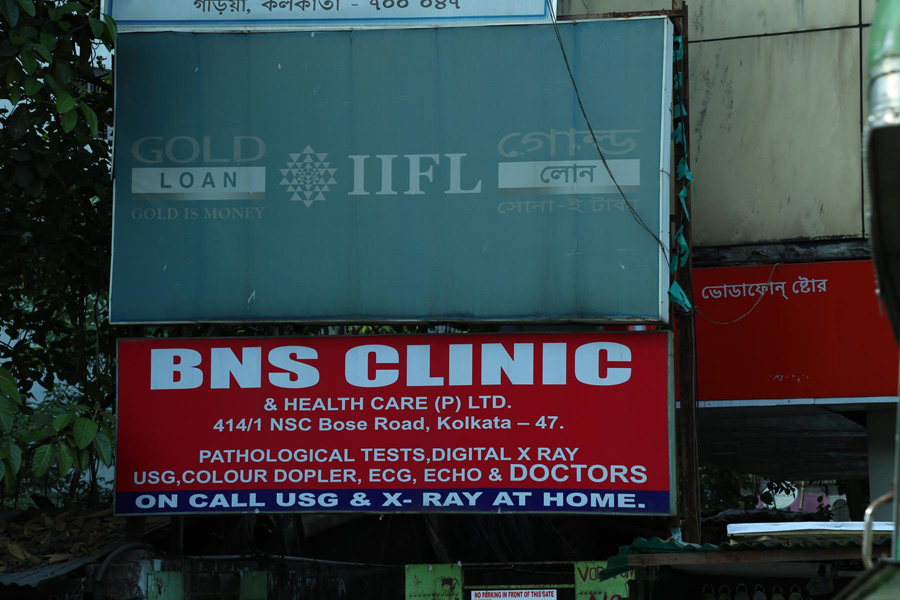 গড়িয়া, কলকাতা - ৭০০ ০৪৭
GOLD
LOAN
GOLD IS MONEY
IIFL
গোল্ড
লোন
সোনা-ই টাকা
ভোডাফোন্ ষ্টোর
BNS CLINIC
& HEALTH CARE (P) LTD.
414/1 NSC Bose Road, Kolkata – 47.
PATHOLOGICAL TESTS,DIGITAL X RAY
USG,COLOUR DOPLER, ECG, ECHO & DOCTORS
ON CALL USG & X- RAY AT HOME.
NO PARKING IN FRONT OF THIS GATE